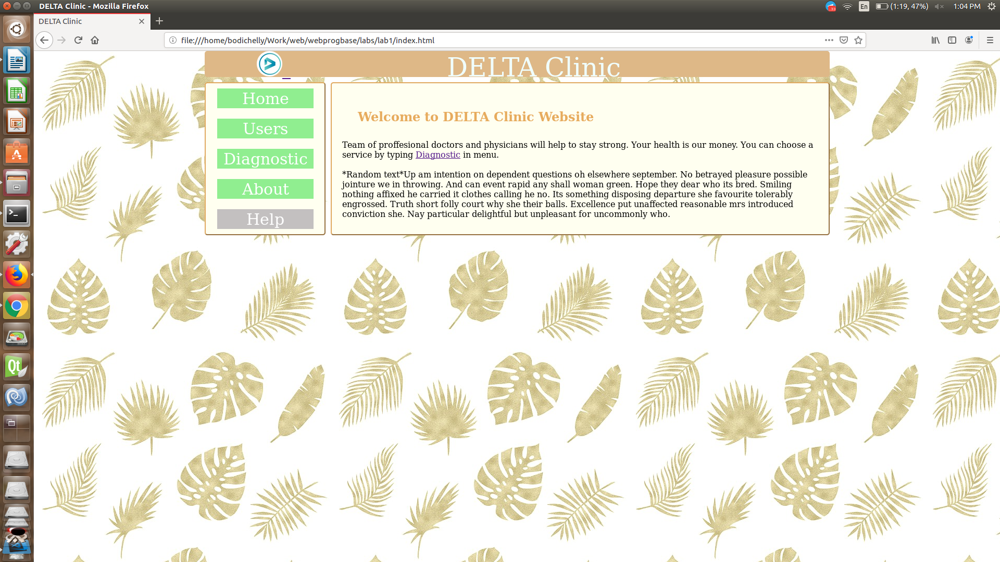 DELTA Clinic - Mozilla Firefox
33
En
(1:19, 47%)
1:04 PM
DELTA Clinic
file:///home/bodichelly/Work/web/webprogbase/labs/lab1/index.html
DELTA Clinic
Home
Users
Diagnostic
About
Help
Welcome to DELTA Clinic Website
Team of proffesional doctors and physicians will help to stay strong. Your health is our money. You can choose a
service by typing Diagnostic in menu.
*Random text*Up am intention on dependent questions oh elsewhere september. No betrayed pleasure possible
jointure we in throwing. And can event rapid any shall woman green. Hope they dear who its bred. Smiling
nothing affixed he carried it clothes calling he no. Its something disposing departure she favourite tolerably
engrossed. Truth short folly court why she their balls. Excellence put unaffected reasonable mrs introduced
conviction she. Nay particular delightful but unpleasant for uncommonly who.
Qt